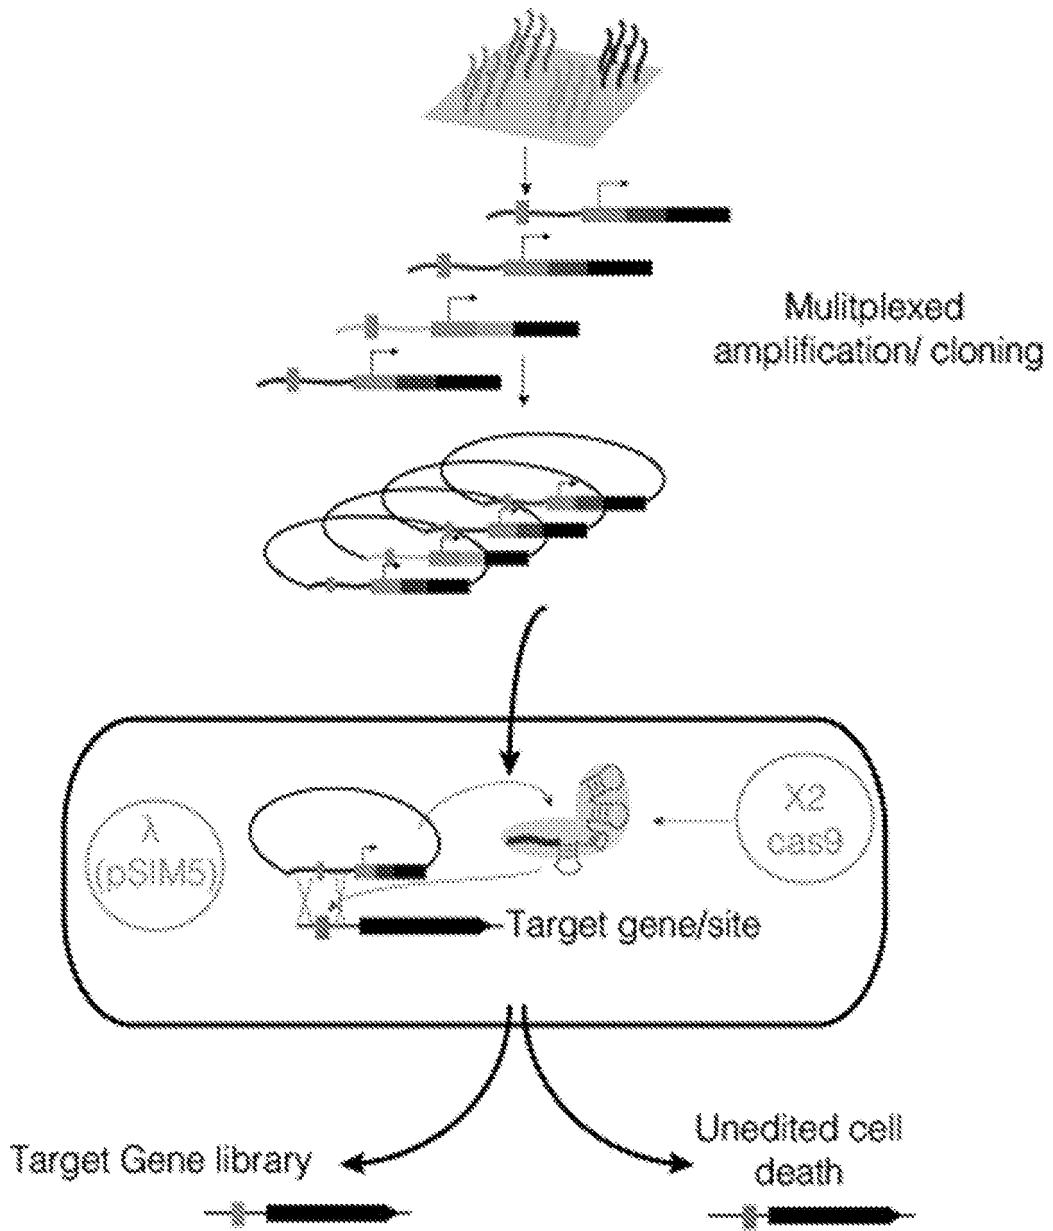 Mulitplexed
amplification/ cloning
λ
(pSIM5)
X2
cas9
Target gene/site
Target Gene library
Unedited cell
death